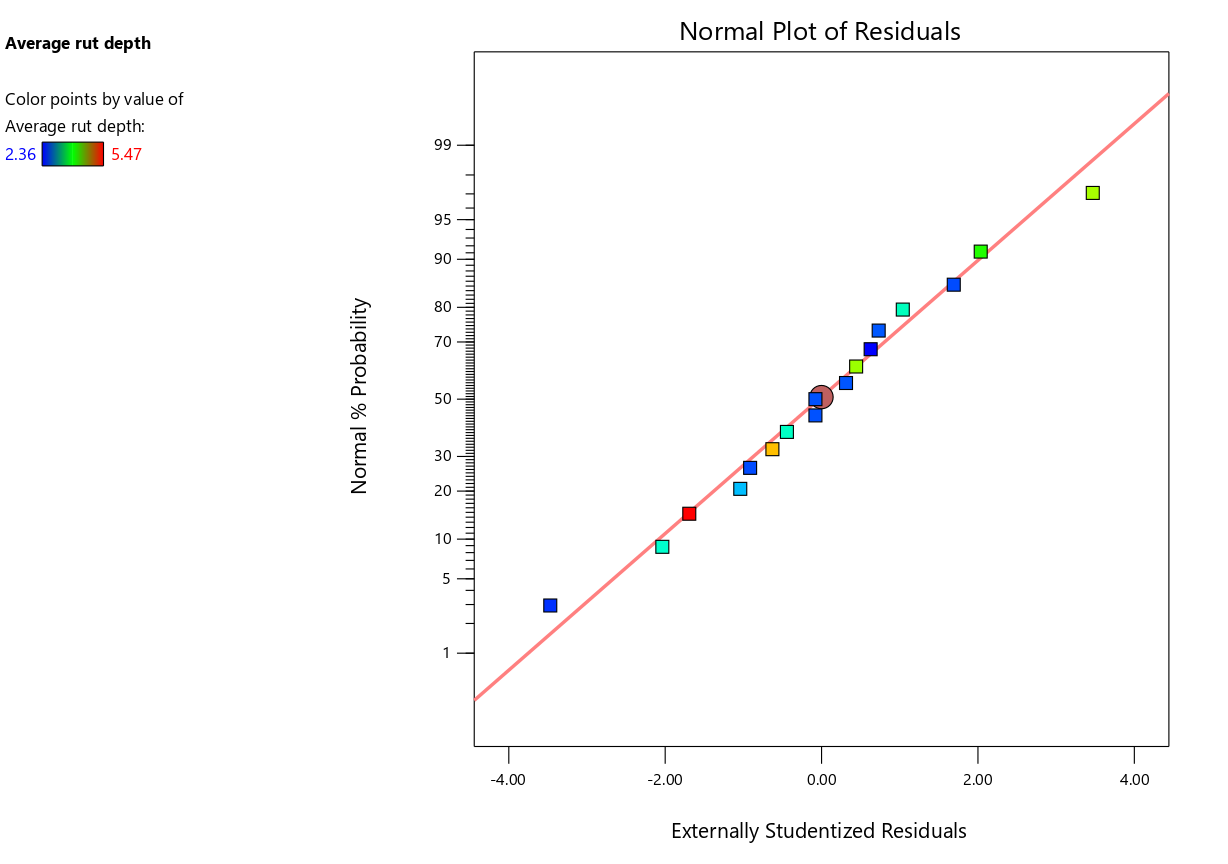 Normal Plot of Residuals
Average rut depth
Color points by value of
Average rut depth:
2.36 5.47
Normal % Probability
99
95
90
80
70
50
30
20
10
5
1
-4.00 -2.00 0.00 2.00 4.00
Externally Studentized Residuals